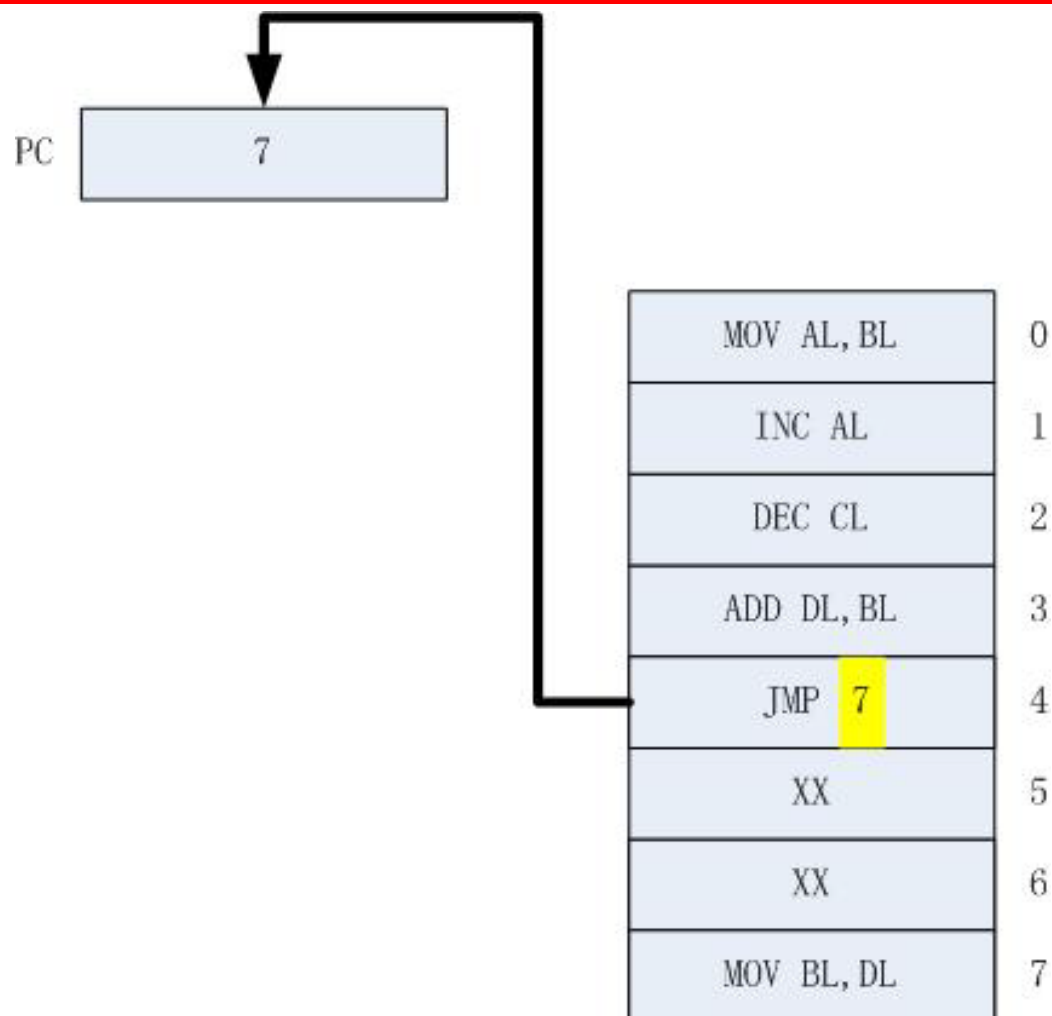 PC 7
MOV AL,BL 0
INC AL 1
DEC CL 2
ADD DL,BL 3
JMP 7 4
XX 5
XX 6
MOV BL,DL 7